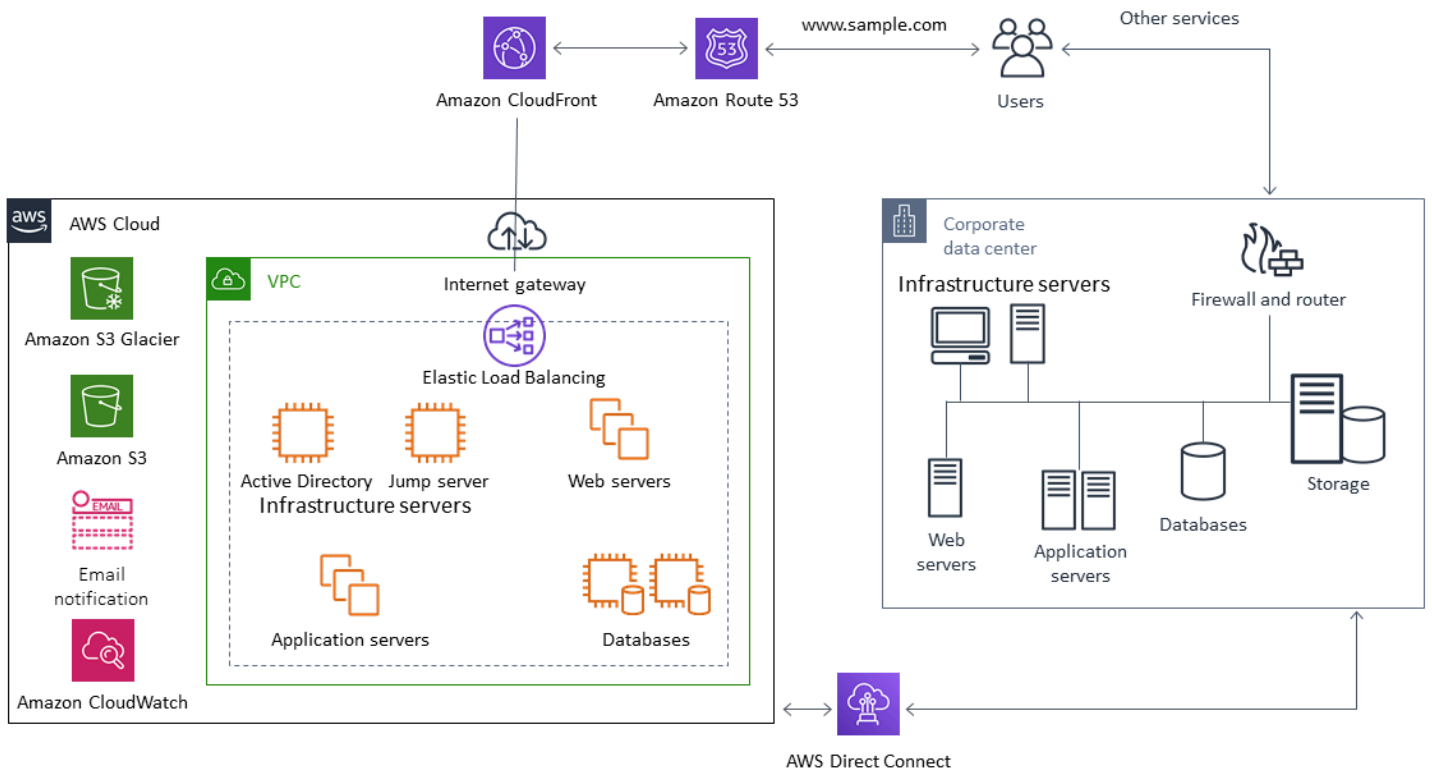 www.sample.com
Other services
53
Amazon CloudFront
Amazon Route 53
Users
aws
AWS Cloud
Amazon S3 Glacier
Amazon S3
EMAIL
Email
notification
Amazon CloudWatch
VPC
Internet gateway
Elastic Load Balancing
Active Directory
Jump server
Web servers
Infrastructure servers
Application servers
Databases
Corporate
data center
Infrastructure servers
Firewall and router
Storage
Web
servers
Application
servers
Databases
AWS Direct Connect